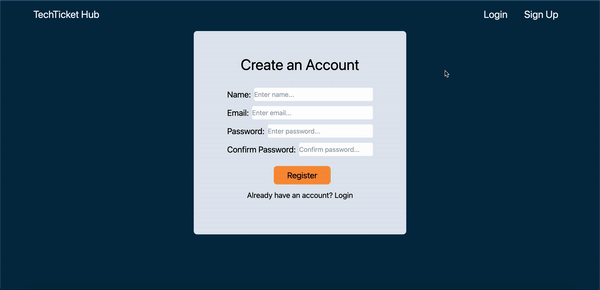 TechTicket Hub Login Sign Up
Create an Account
Name: Enter name...
Email: Enter email...
Password: Enter password...
Confirm Password: Confirm password...
Register
Already have an account? Login